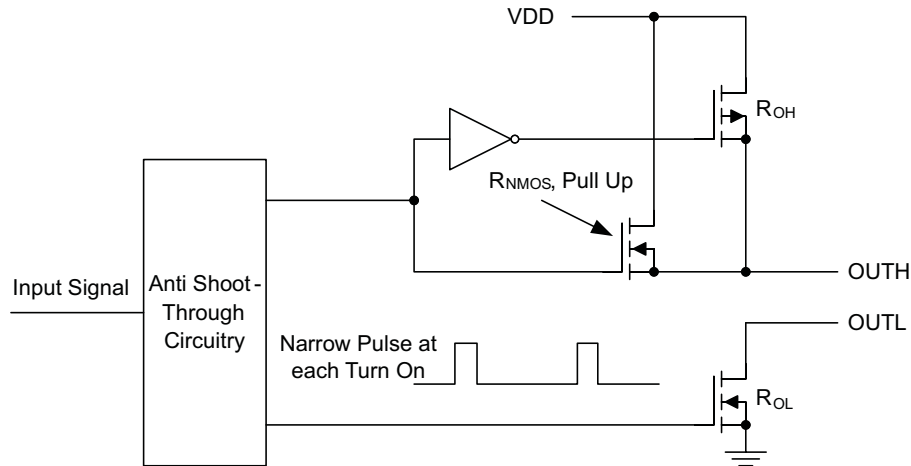 VDD
ROH
RNMOS, Pull Up
OUTH
Input Signal
Anti Shoot-
Through
Circuitry
OUTL
Narrow Pulse at
each Turn On
ROL